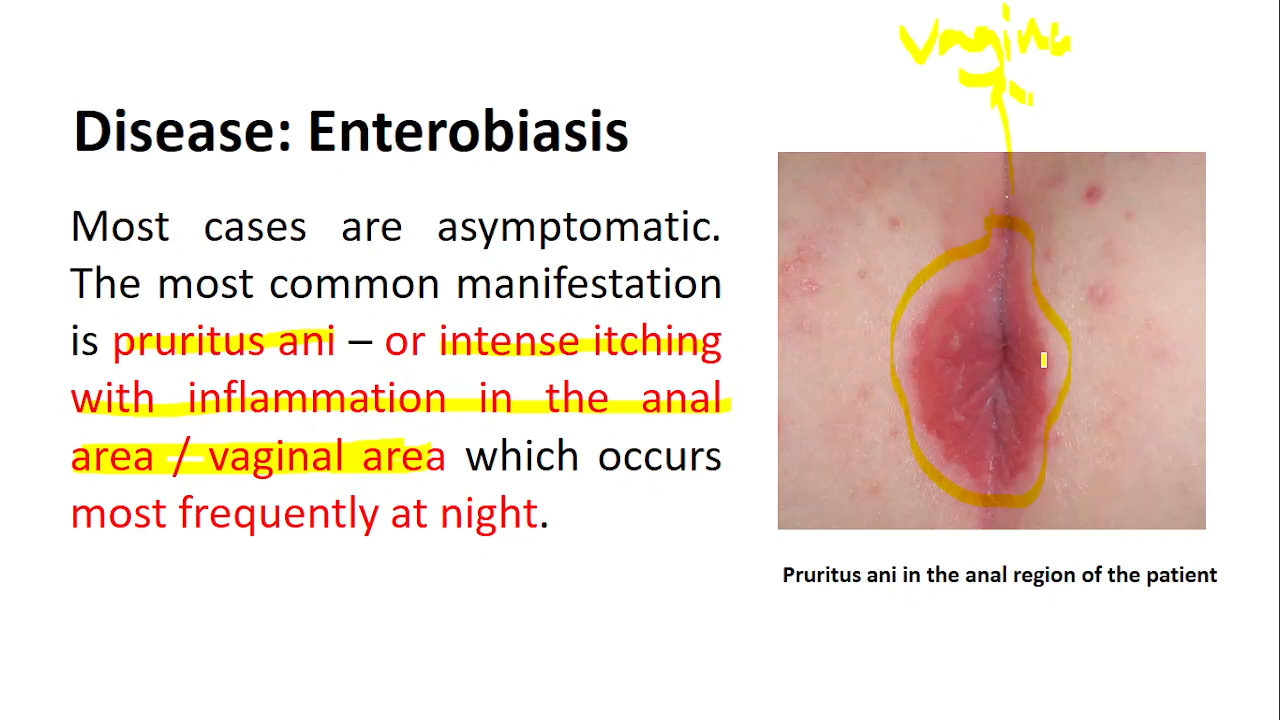 Vagina
Disease: Enterobiasis
Most cases are asymptomatic.
The most common manifestation
is pruritus ani – or intense itching
with inflammation in the anal
area / vaginal area which occurs
most frequently at night.
Pruritus ani in the anal region of the patient